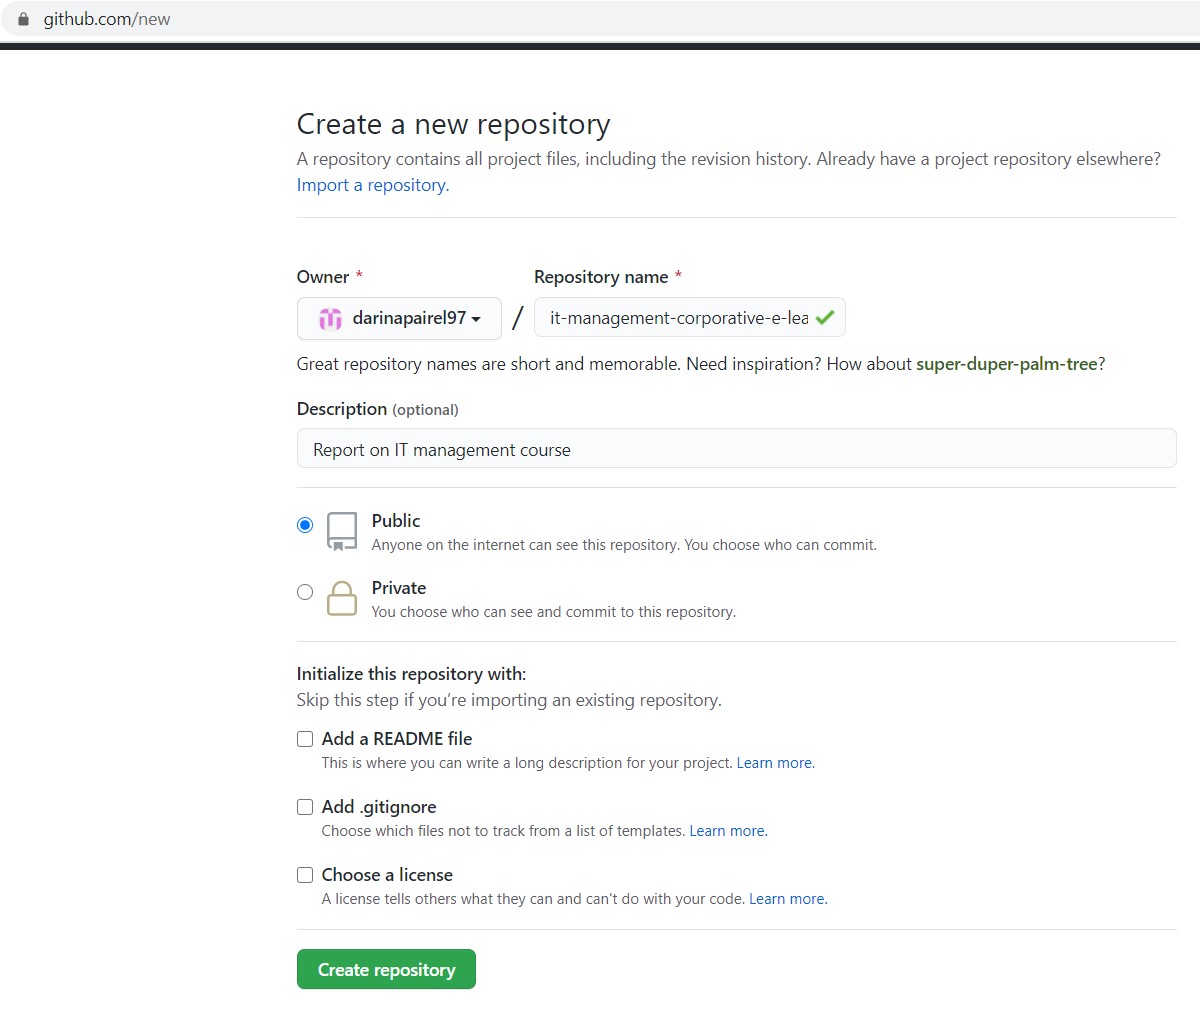 github.com/new
Create a new repository
A repository contains all project files, including the revision history. Already have a project repository elsewhere?
Import a repository.
Owner * Repository name *
darinapairel97 / it-management-corporative-e-lea
Great repository names are short and memorable. Need inspiration? How about super-duper-palm-tree?
Description (optional)
Report on IT management course
Public
Anyone on the internet can see this repository. You choose who can commit.
Private
You choose who can see and commit to this repository.
Initialize this repository with:
Skip this step if you’re importing an existing repository.
Add a README file
This is where you can write a long description for your project. Learn more.
Add .gitignore
Choose which files not to track from a list of templates. Learn more.
Choose a license
A license tells others what they can and can't do with your code. Learn more.
Create repository